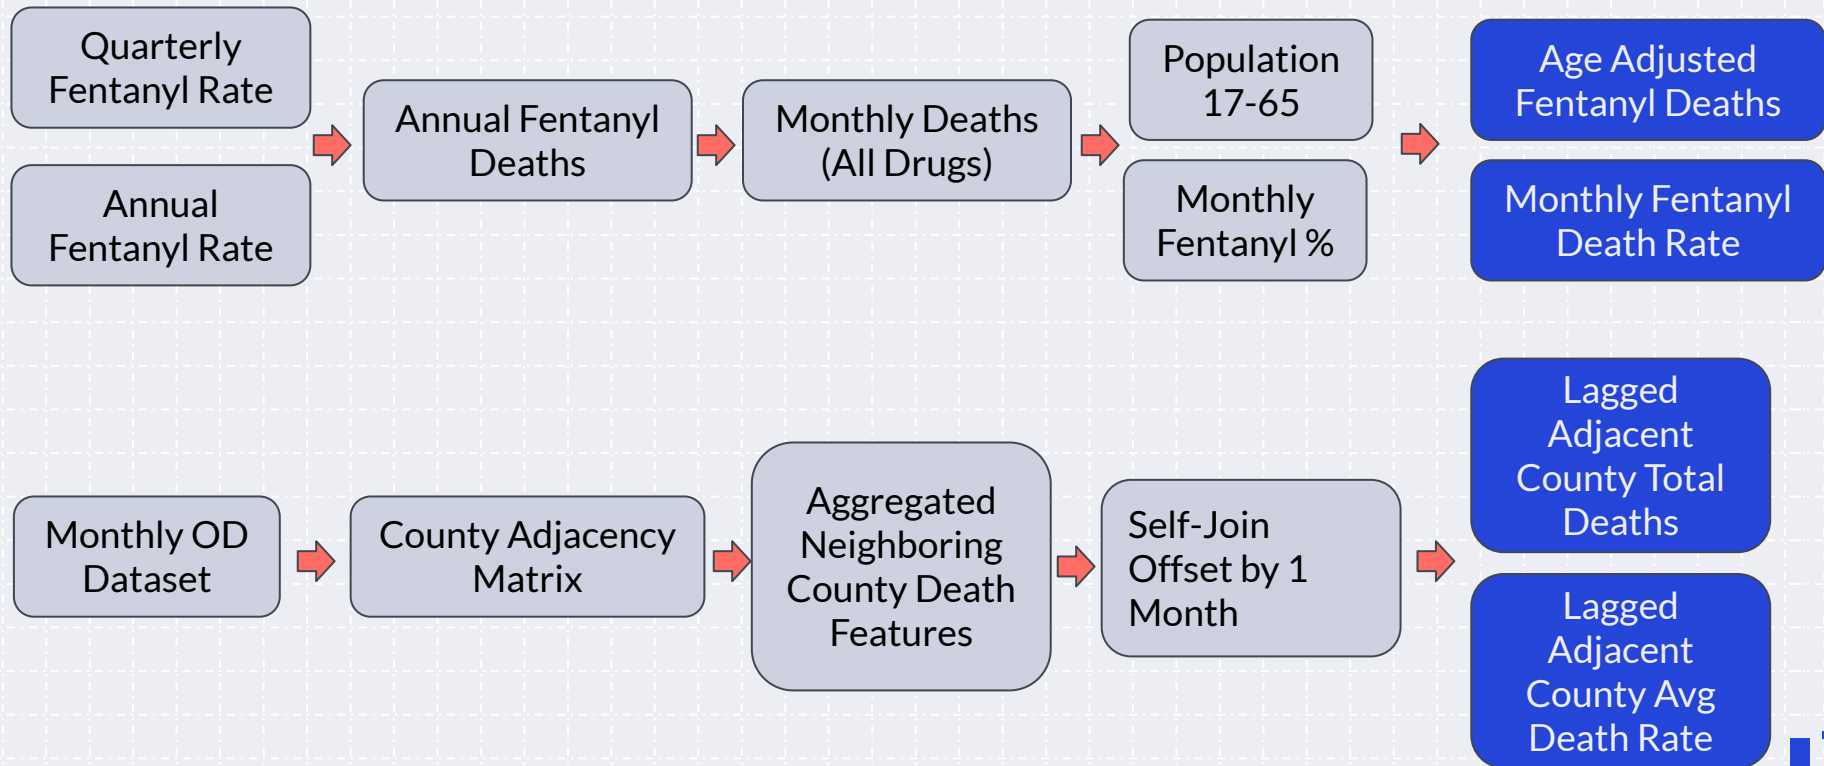 Quarterly
Fentanyl Rate
Annual
Fentanyl Rate
Annual Fentanyl
Deaths
Monthly Deaths
(All Drugs)
Population
17-65
Monthly
Fentanyl %
Age Adjusted
Fentanyl Deaths
Monthly Fentanyl
Death Rate
Monthly OD
Dataset
County Adjacency
Matrix
Aggregated
Neighboring
County Death
Features
Self-Join
Offset by 1
Month
Lagged
Adjacent
County Total
Deaths
Lagged
Adjacent
County Avg
Death Rate